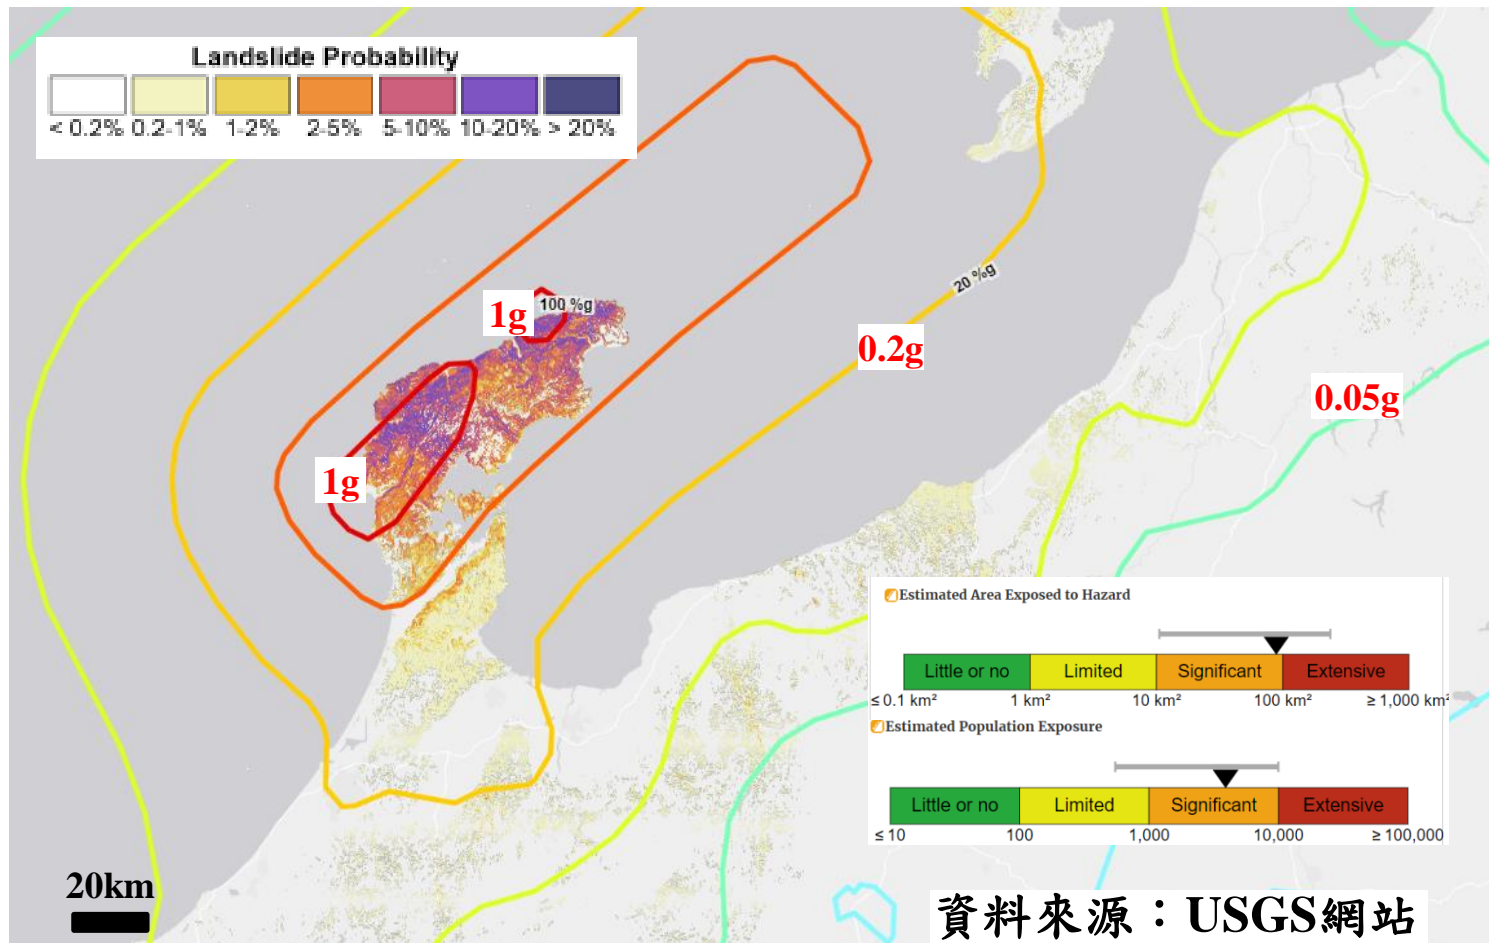 Landslide Probability
< 0.2% 0.2-1% 1-2% 2-5% 5-10% 10-20% > 20%
20 %g
1g
100 %g
0.2g
0.05g
1g
Estimated Area Exposed to Hazard
Little or no Limited Significant Extensive
≤ 0.1 km² 1 km² 10 km² 100 km² ≥ 1,000 km²
Estimated Population Exposure
Little or no Limited Significant Extensive
≤ 10 100 1,000 10,000 ≥ 100,000
20km
資料來源：USGS網站